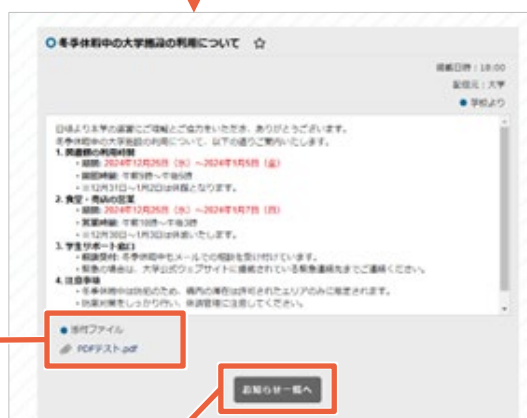 冬季休暇中の大学施設の利用について ☆
掲載日時：18:00
配信元：大学
● 学校より
日頃より本学の運営にご理解とご協力をいただき、ありがとうございます。
冬季休暇中の大学施設の利用について、以下の通りご案内いたします。
1. 図書館の利用時間
・期間: 2024年12月25日（水）～2024年1月5日（金）
・開館時間: 午前9時～午後5時
・※12月31日～1月2日は休館となります。
2. 食堂・売店の営業
・期間: 2024年12月25日（水）～2024年1月7日（日）
・営業時間: 午前10時～午後3時
・※12月30日～1月3日は休業いたします。
3. 学生サポート窓口
・相談受付: 冬季休暇中もメールでの相談を受け付けています。
・緊急の場合は、大学公式ウェブサイトに掲載されている緊急連絡先までご連絡ください。
4. 注意事項
・冬季休暇中は防犯のため、構内の滞在は許可されたエリアのみに限定されます。
・防寒対策をしっかり行い、体調管理に注意してください。
● 添付ファイル
PDFテスト.pdf
お知らせ一覧へ